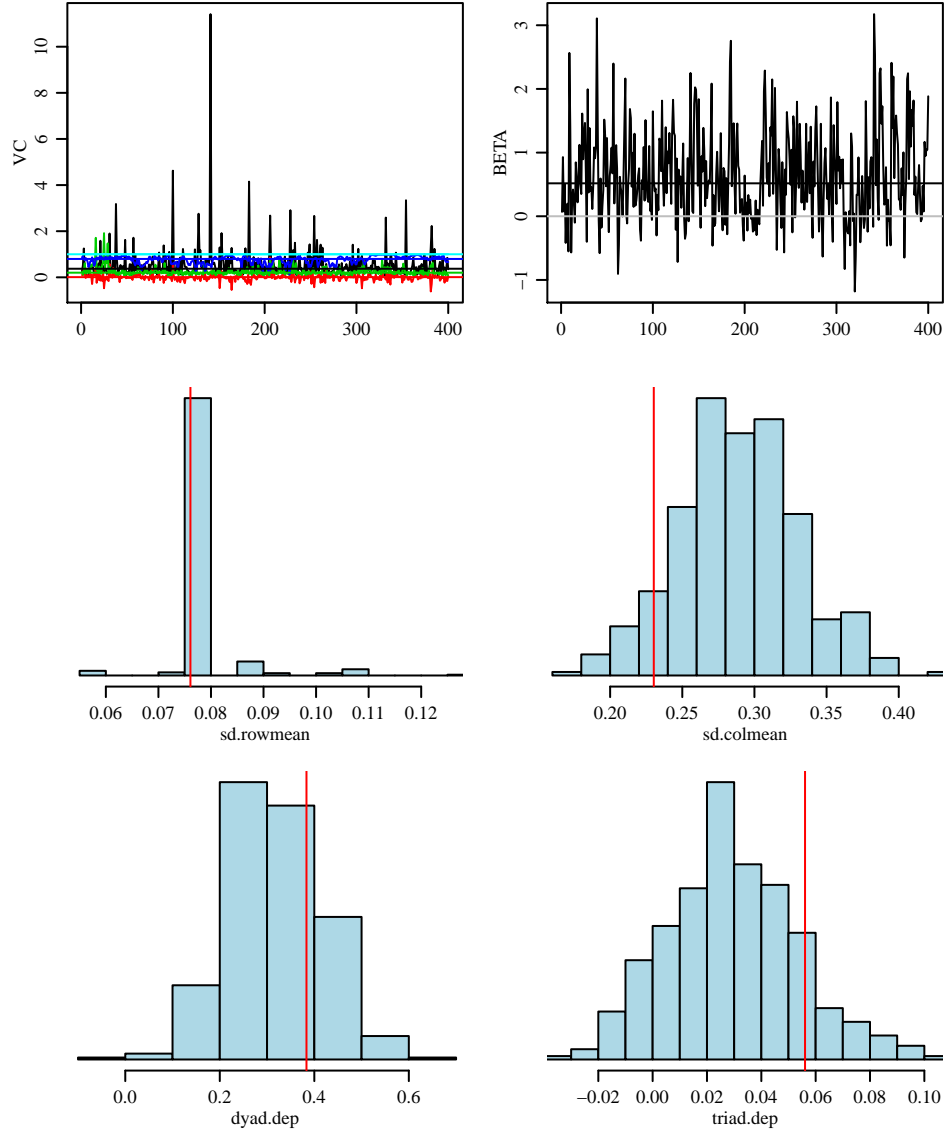 VC
0 2 4 6 8 10
0 100 200 300 400
BETA
−1 0 1 2 3
0 100 200 300 400
0.06 0.07 0.08 0.09 0.10 0.11 0.12
sd.rowmean
0.20 0.25 0.30 0.35 0.40
sd.colmean
0.0 0.2 0.4 0.6
dyad.dep
−0.02 0.00 0.02 0.04 0.06 0.08 0.10
triad.dep